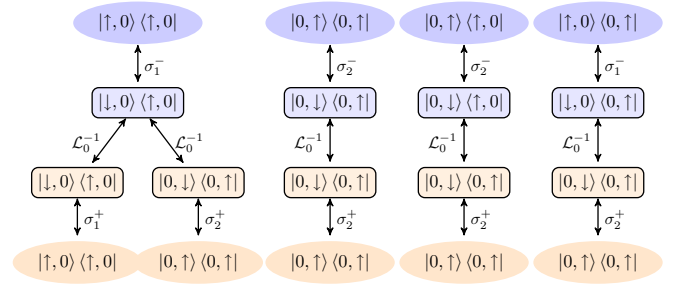 |↑, 0⟩ ⟨↑, 0| |0, ↑⟩ ⟨0, ↑| |0, ↑⟩ ⟨↑, 0| |↑, 0⟩ ⟨0, ↑|
σ₁⁻ σ₂⁻ σ₂⁻ σ₁⁻
|↓, 0⟩ ⟨↑, 0| |0, ↓⟩ ⟨0, ↑| |0, ↓⟩ ⟨↑, 0| |↓, 0⟩ ⟨0, ↑|
ℒ₀⁻¹ ℒ₀⁻¹ ℒ₀⁻¹ ℒ₀⁻¹ ℒ₀⁻¹
|↓, 0⟩ ⟨↑, 0| |0, ↓⟩ ⟨0, ↑| |0, ↓⟩ ⟨0, ↑| |0, ↓⟩ ⟨0, ↑| |0, ↓⟩ ⟨0, ↑|
σ₁⁺ σ₂⁺ σ₂⁺ σ₂⁺ σ₂⁺
|↑, 0⟩ ⟨↑, 0| |0, ↑⟩ ⟨0, ↑| |0, ↑⟩ ⟨0, ↑| |0, ↑⟩ ⟨0, ↑| |0, ↑⟩ ⟨0, ↑|